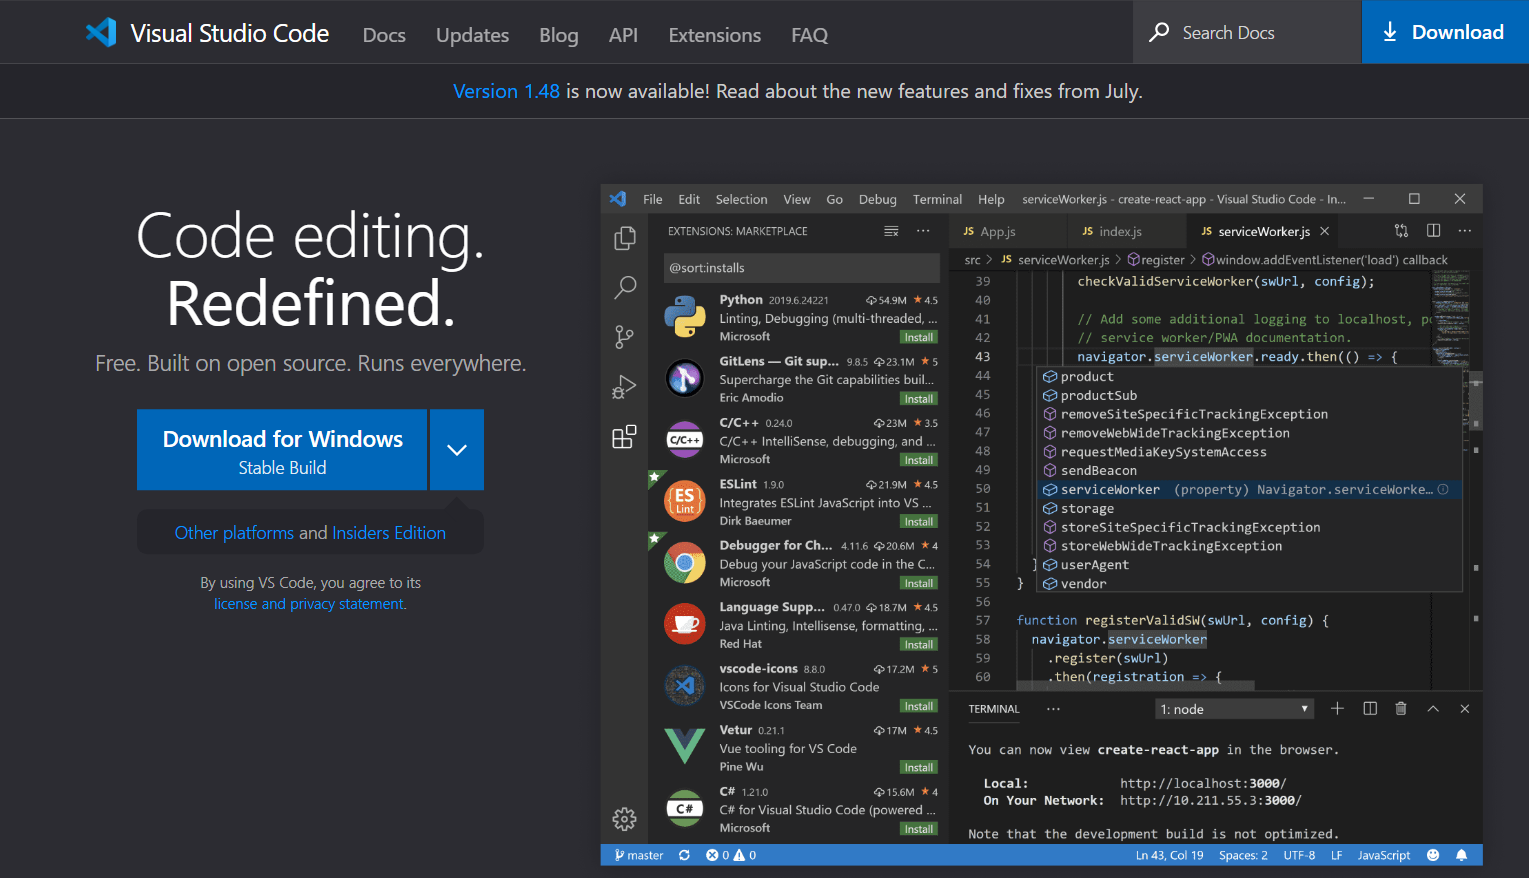 Visual Studio Code Docs Updates Blog API Extensions FAQ Search Docs Download
Version 1.48 is now available! Read about the new features and fixes from July.
Code editing.
Redefined.
Free. Built on open source. Runs everywhere.
Download for Windows
Stable Build
Other platforms and Insiders Edition
By using VS Code, you agree to its
license and privacy statement.
File Edit Selection View Go Debug Terminal Help serviceWorker.js - create-react-app - Visual Studio Code - In...
EXTENSIONS: MARKETPLACE
@sort:installs
Python 2019.6.24221 54.9M 4.5
Linting, Debugging (multi-threaded, ...
Microsoft Install
GitLens — Git sup... 9.8.5 23.1M 5
Supercharge the Git capabilities buil...
Eric Amodio Install
C/C++
C/C++ 0.24.0 23M 3.5
C/C++ IntelliSense, debugging, and ...
Microsoft Install
ES
Lint
ESLint 1.9.0 21.9M 4.5
Integrates ESLint JavaScript into VS ...
Dirk Baeumer Install
Debugger for Ch... 4.11.6 20.6M 4
Debug your JavaScript code in the C...
Microsoft Install
Language Supp... 0.47.0 18.7M 4.5
Java Linting, Intellisense, formatting, ...
Red Hat Install
vscode-icons 8.8.0 17.2M 5
Icons for Visual Studio Code
VSCode Icons Team Install
Vetur 0.21.1 17M 4.5
Vue tooling for VS Code
Pine Wu Install
C#
C# 1.21.0 15.6M 4
C# for Visual Studio Code (powered ...
Microsoft Install
JS App.js JS index.js JS serviceWorker.js
src > JS serviceWorker.js > register > window.addEventListener('load') callback
39 checkValidServiceWorker(swUrl, config);
40
41 // Add some additional logging to localhost,
42 // service worker/PWA documentation.
43 navigator.serviceWorker.ready.then(() => {
44 product
45 productSub
46 removeSiteSpecificTrackingException
47 removeWebWideTrackingException
48 requestMediaKeySystemAccess
49 sendBeacon
50 serviceWorker (property) Navigator.serviceWorke...
51 storage
52 storeSiteSpecificTrackingException
53 storeWebWideTrackingException
54 } userAgent
55 } vendor
56
57 function registerValidSW(swUrl, config) {
58 navigator.serviceWorker
59 .register(swUrl)
60 .then(registration => {
TERMINAL ... 1: node
You can now view create-react-app in the browser.
Local: http://localhost:3000/
On Your Network: http://10.211.55.3:3000/
Note that the development build is not optimized.
master 0 0 Ln 43, Col 19 Spaces: 2 UTF-8 LF JavaScript